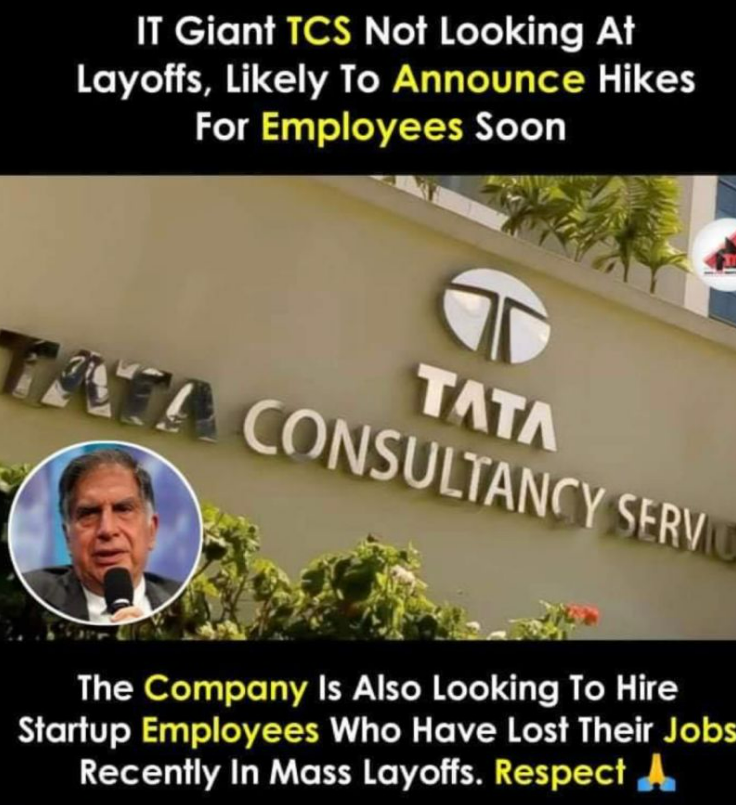 IT Giant TCS Not Looking At
Layoffs, Likely To Announce Hikes
For Employees Soon
TATA
TATA CONSULTANCY
The Company Is Also Looking To Hire
Startup Employees Who Have Lost Their Jobs
Recently In Mass Layoffs. Respect 🙏